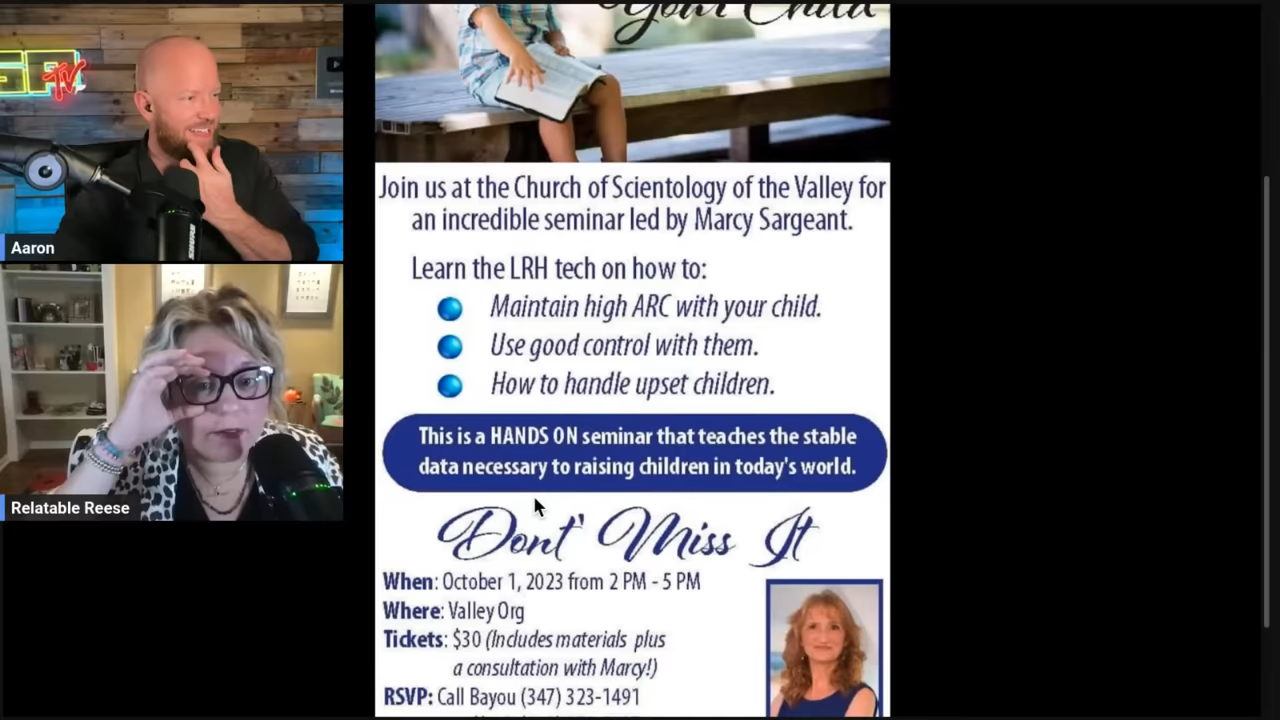 TV
Aaron
Relatable Reese
Your Child
Join us at the Church of Scientology of the Valley for
an incredible seminar led by Marcy Sargeant.
Learn the LRH tech on how to:
Maintain high ARC with your child.
Use good control with them.
How to handle upset children.
This is a HANDS ON seminar that teaches the stable
data necessary to raising children in today's world.
Dont' Miss It
When: October 1, 2023 from 2 PM - 5 PM
Where: Valley Org
Tickets: $30 (Includes materials plus
a consultation with Marcy!)
RSVP: Call Bayou (347) 323-1491